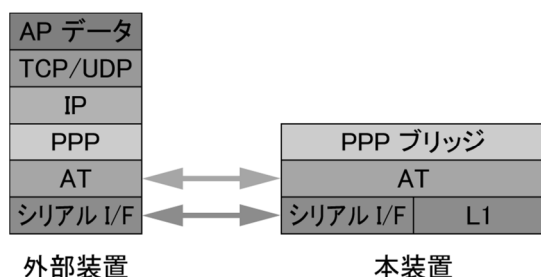 AP データ
TCP/UDP
IP
PPP
AT
シリアル I/F
外部装置
PPP ブリッジ
AT
シリアル I/F
L1
本装置